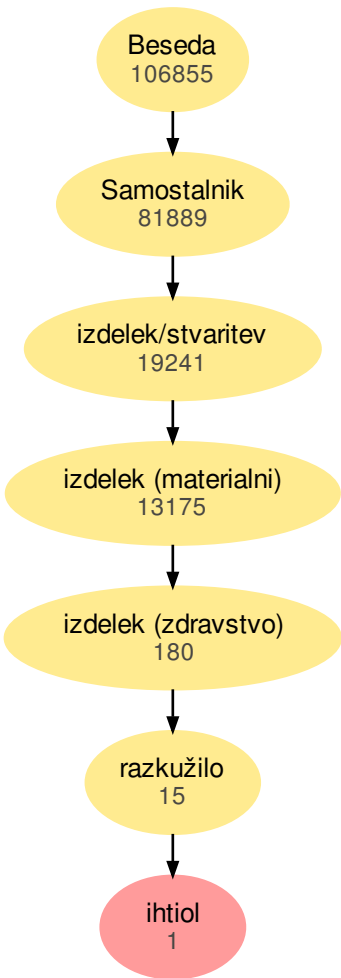 Beseda
106855
Samostalnik
81889
izdelek/stvaritev
19241
izdelek (materialni)
13175
izdelek (zdravstvo)
180
razkužilo
15
ihtiol
1